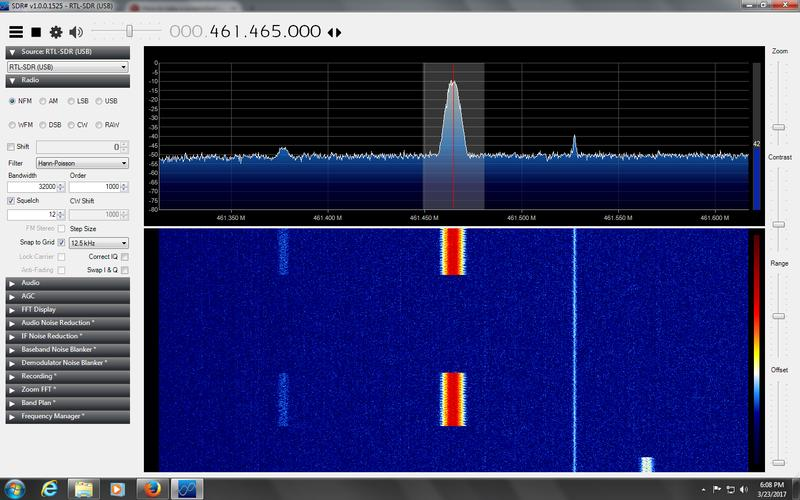 SDR# v1.0.0.1525 - RTL-SDR (USB)
000.461.465.000
Source: RTL-SDR (USB)
RTL-SDR (USB)
Radio
NFM AM LSB USB
WFM DSB CW RAW
Shift 0
Filter Hann-Poisson
Bandwidth Order
32000 1000
Squelch CW Shift
12 1000
FM Stereo Step Size
Snap to Grid 12.5 kHz
Lock Carrier Correct IQ
Anti-Fading Swap I & Q
Audio
AGC
FFT Display
Audio Noise Reduction *
IF Noise Reduction *
Baseband Noise Blanker *
Demodulator Noise Blanker *
Recording *
Zoom FFT *
Band Plan *
Frequency Manager *
0
-5
-10
-15
-20
-25
-30
-35
-40
-45
-50
-55
-60
-65
-70
-75
-80
461.350 M 461.400 M 461.450 M 461.500 M 461.550 M 461.600 M
42
Zoom
Contrast
Range
Offset
6:08 PM
3/23/2017